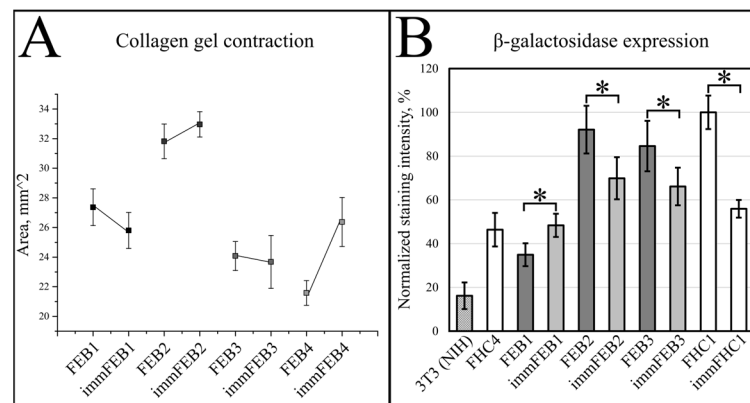 A
Collagen gel contraction
Area, mm^2
34
32
30
28
26
24
22
20
FEB1
immFEB1
FEB2
immFEB2
FEB3
immFEB3
FEB4
immFEB4
B
β-galactosidase expression
Normalized staining intensity, %
120
100
80
60
40
20
0
*
*
*
*
3T3 (NIH)
FHC4
FEB1
immFEB1
FEB2
immFEB2
FEB3
immFEB3
FHC1
immFHC1